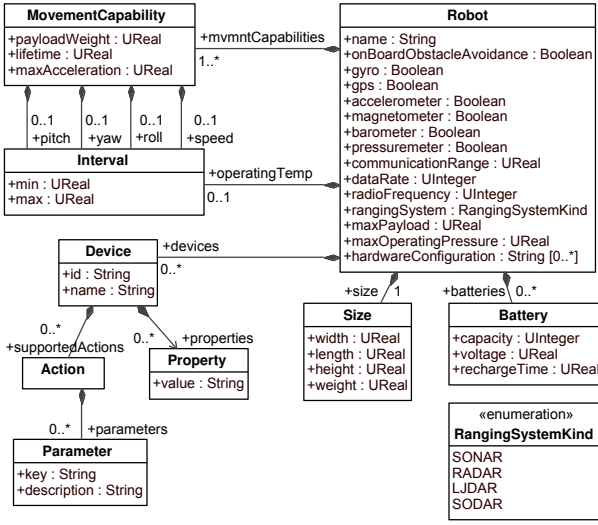 MovementCapability
+payloadWeight : UReal
+lifetime : UReal
+maxAcceleration : UReal
+mvmntCapabilities
1..*
Robot
+name : String
+onBoardObstacleAvoidance : Boolean
+gyro : Boolean
+gps : Boolean
+accelerometer : Boolean
+magnetometer : Boolean
+barometer : Boolean
+pressuremeter : Boolean
+communicationRange : UReal
+dataRate : UInteger
+radioFrequency : UInteger
+rangingSystem : RangingSystemKind
+maxPayload : UReal
+maxOperatingPressure : UReal
+hardwareConfiguration : String [0..*]
0..1 0..1 0..1 0..1
+pitch +yaw +roll +speed
Interval
+min : UReal
+max : UReal
+operatingTemp
0..1
Device
+id : String
+name : String
+devices
0..*
0..* 0..* +properties
+supportedActions
Action
Property
+value : String
0..* +parameters
Parameter
+key : String
+description : String
+size 1
Size
+width : UReal
+length : UReal
+height : UReal
+weight : UReal
+batteries 0..*
Battery
+capacity : UInteger
+voltage : UReal
+rechargeTime : UReal
«enumeration»
RangingSystemKind
SONAR
RADAR
LJDAR
SODAR